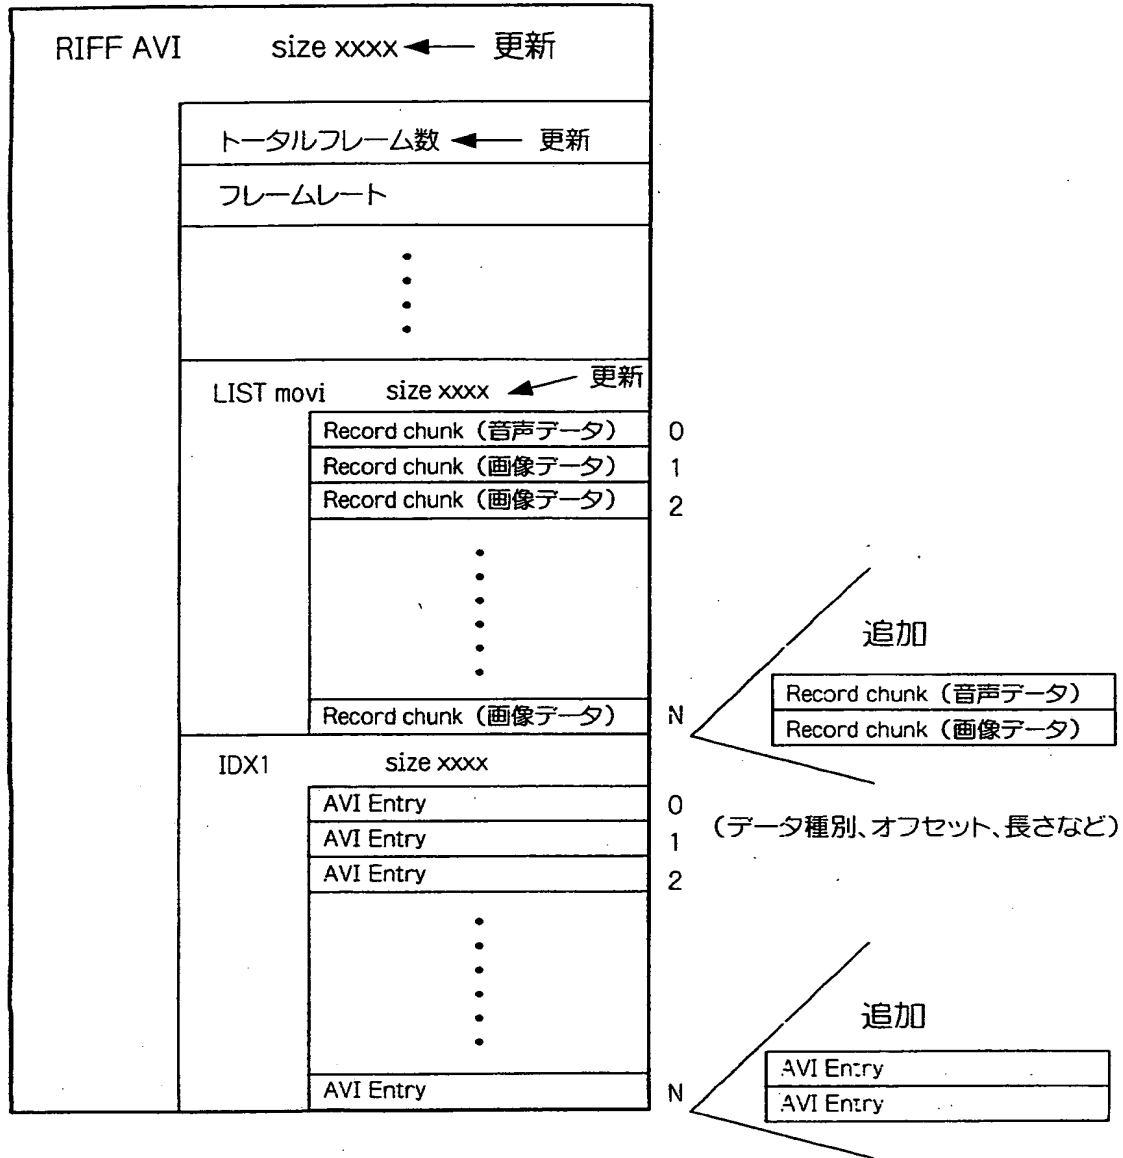 RIFF AVI size xxxx 更新
トータルフレーム数 更新
フレームレート
LIST movi size xxxx 更新
Record chunk（音声データ） 0
Record chunk（画像データ） 1
Record chunk（画像データ） 2
Record chunk（画像データ） N
追加
Record chunk（音声データ）
Record chunk（画像データ）
IDX1 size xxxx
AVI Entry 0
AVI Entry 1
AVI Entry 2
（データ種別、オフセット、長さなど）
AVI Entry N
追加
AVI Entry
AVI Entry